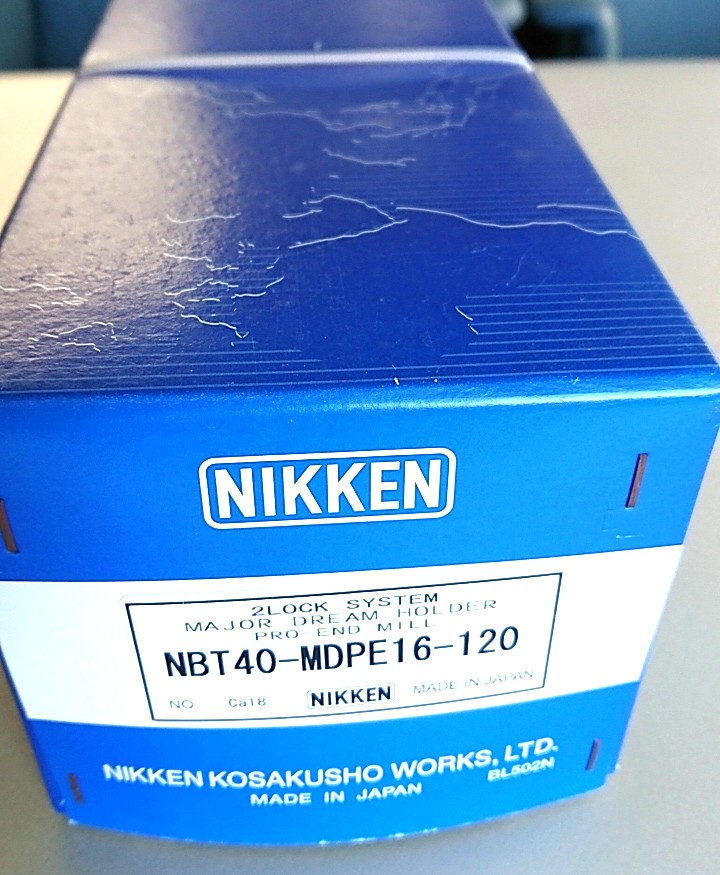 NIKKEN
2LOCK SYSTEM
MAJOR DREAM HOLDER
PRO-END MILL
NBT40-MDPE16-120
NO Ca18 NIKKEN MADE IN JAPAN
NIKKEN KOSAKUSHO WORKS, LTD.
BL502N
MADE IN JAPAN